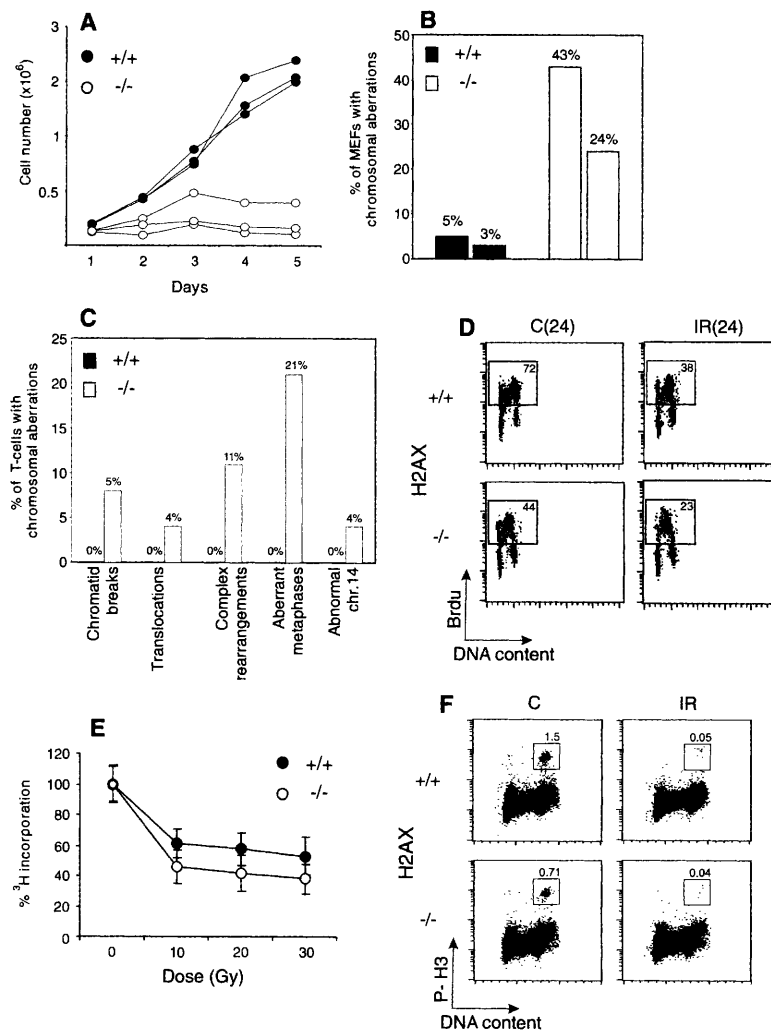 A
+/+
-/-
Cell number (x10⁶)
3
2
1
0.5
1 2 3 4 5
Days
B
+/+
-/-
% of MEFs with
chromosomal aberrations
50
40
30
20
10
0
5%
3%
43%
24%
C
+/+
-/-
% of T-cells with
chromosomal aberrations
25
20
15
10
5
0
0% 5%
0% 4%
0% 11%
0% 21%
0% 4%
Chromatid
breaks
Translocations
Complex
rearrangements
Aberrant
metaphases
Abnormal
chr.14
D
C(24) IR(24)
H2AX
+/+
72
38
-/-
44
23
Brdu
DNA content
E
+/+
-/-
% ³H incorporation
120
100
80
60
40
20
0
0 10 20 30
Dose (Gy)
F
C IR
H2AX
+/+
1.5
0.05
-/-
0.71
0.04
P- H3
DNA content